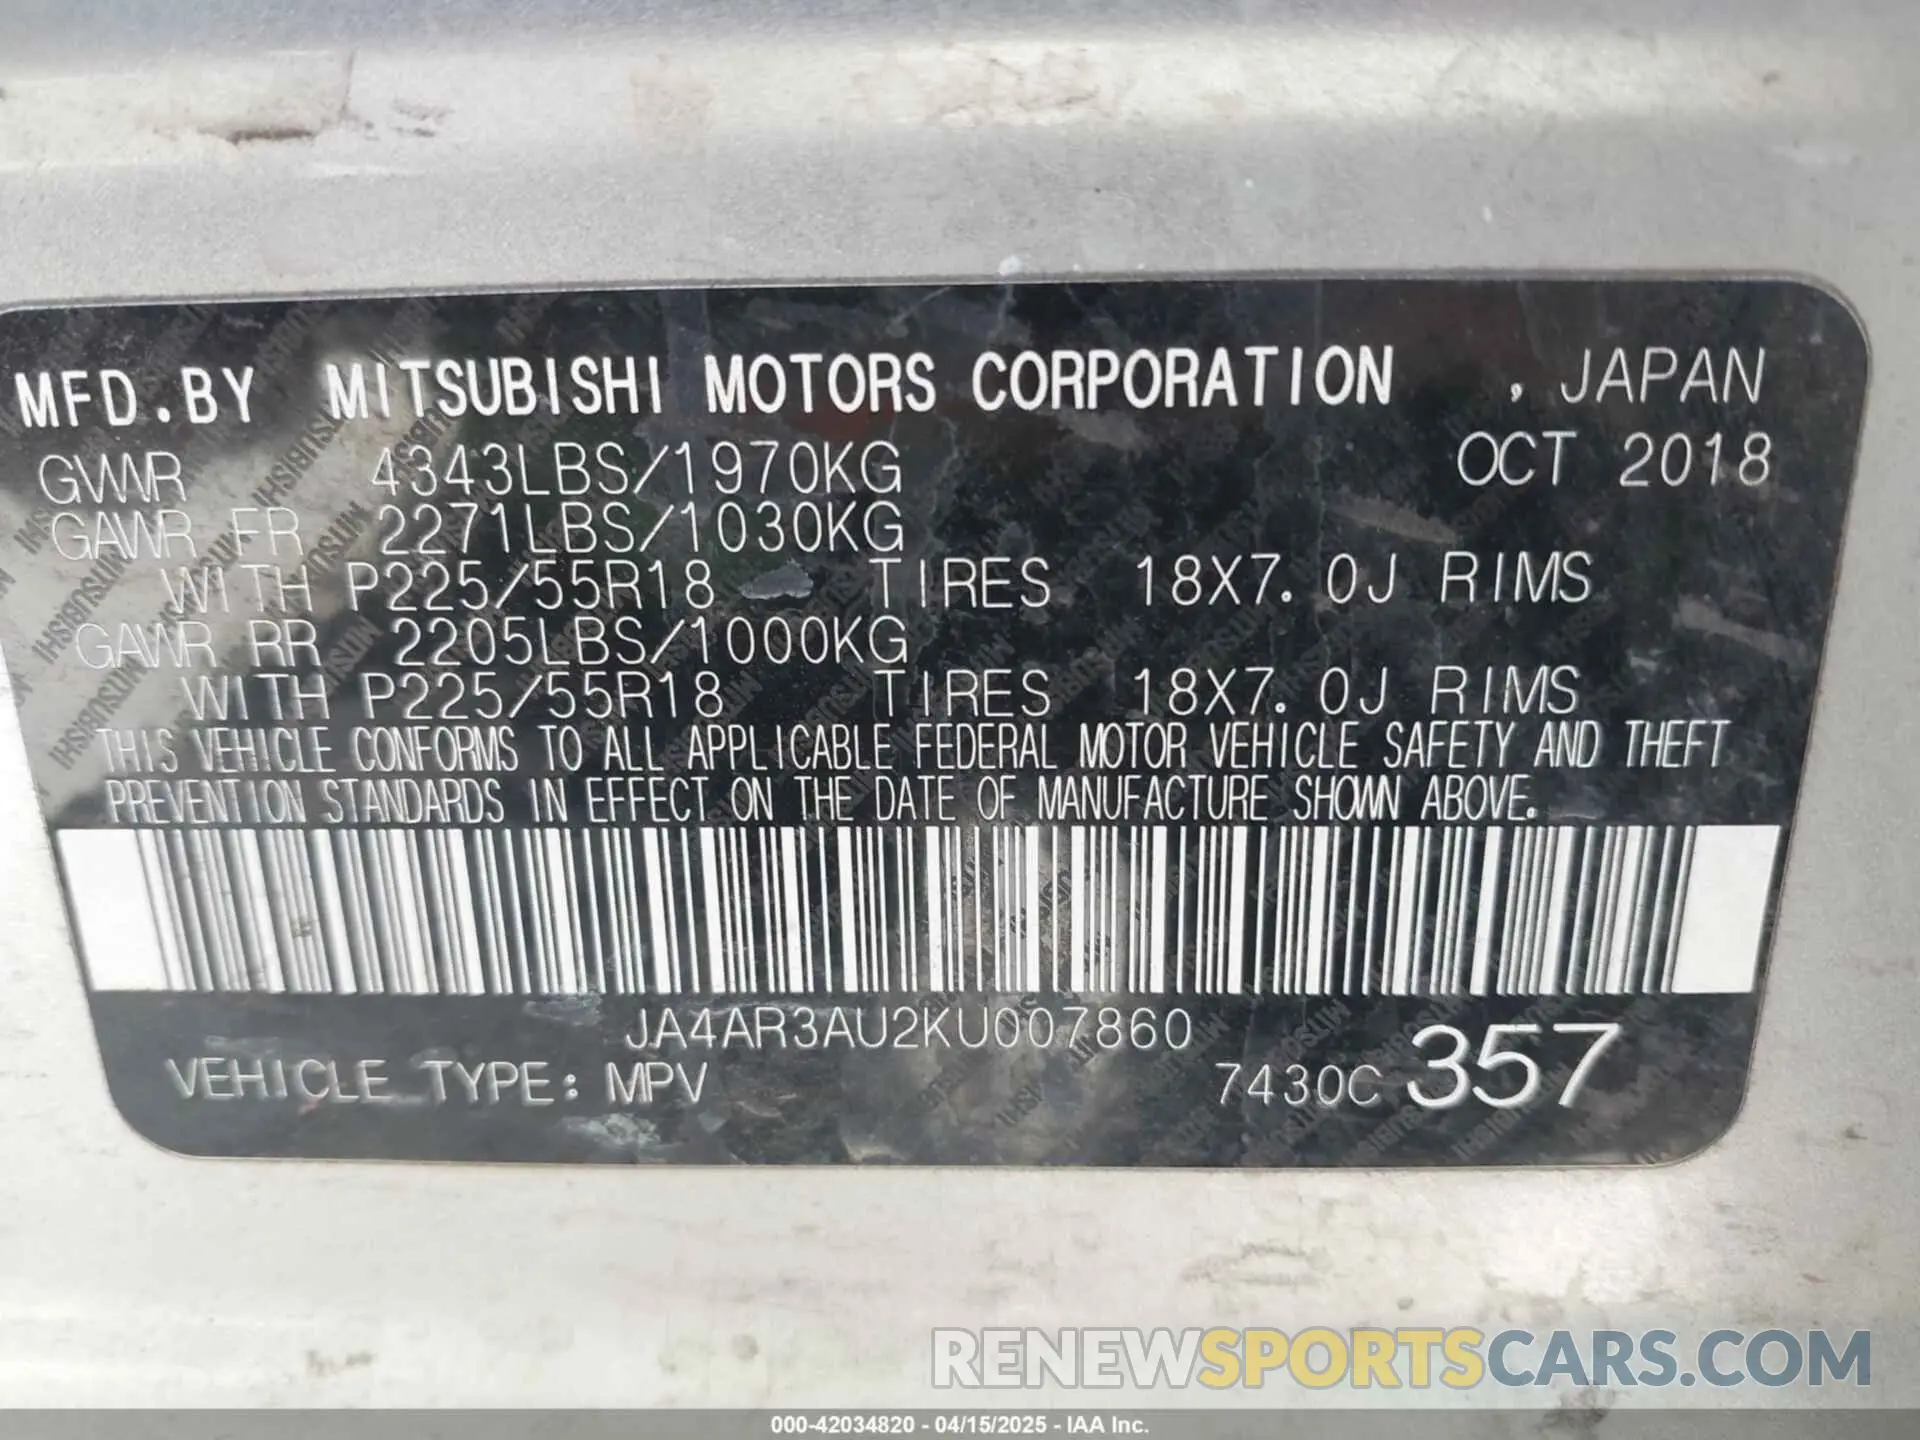 MFD.BY MITSUBISHI MOTORS CORPORATION , JAPAN
GVWR 4343LBS/1970KG OCT 2018
GAWR FR 2271LBS/1030KG
WITH P225/55R18 TIRES 18X7.0J RIMS
GAWR RR 2205LBS/1000KG
WITH P225/55R18 TIRES 18X7.0J RIMS
THIS VEHICLE CONFORMS TO ALL APPLICABLE FEDERAL MOTOR VEHICLE SAFETY AND THEFT
PREVENTION STANDARDS IN EFFECT ON THE DATE OF MANUFACTURE SHOWN ABOVE.
JA4AR3AU2KU007860
VEHICLE TYPE: MPV 7430C 357
RENEWSPORTSCARS.COM
000-42034820 - 04/15/2025 - IAA Inc.